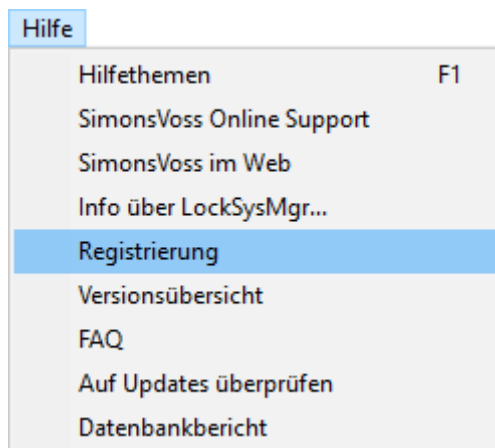 Hilfe
Hilfethemen F1
SimonsVoss Online Support
SimonsVoss im Web
Info über LockSysMgr...
Registrierung
Versionsübersicht
FAQ
Auf Updates überprüfen
Datenbankbericht